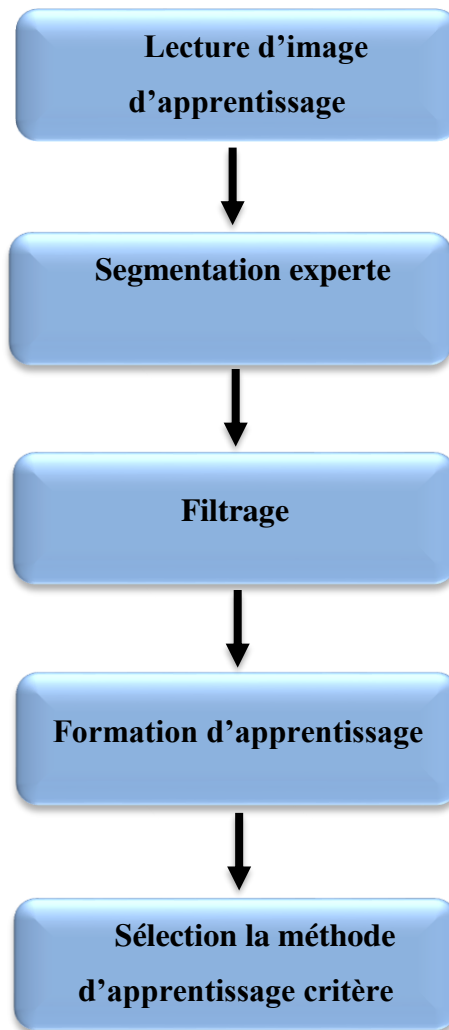 Lecture d’image
d’apprentissage
Segmentation experte
Filtrage
Formation d’apprentissage
Sélection la méthode
d’apprentissage critère